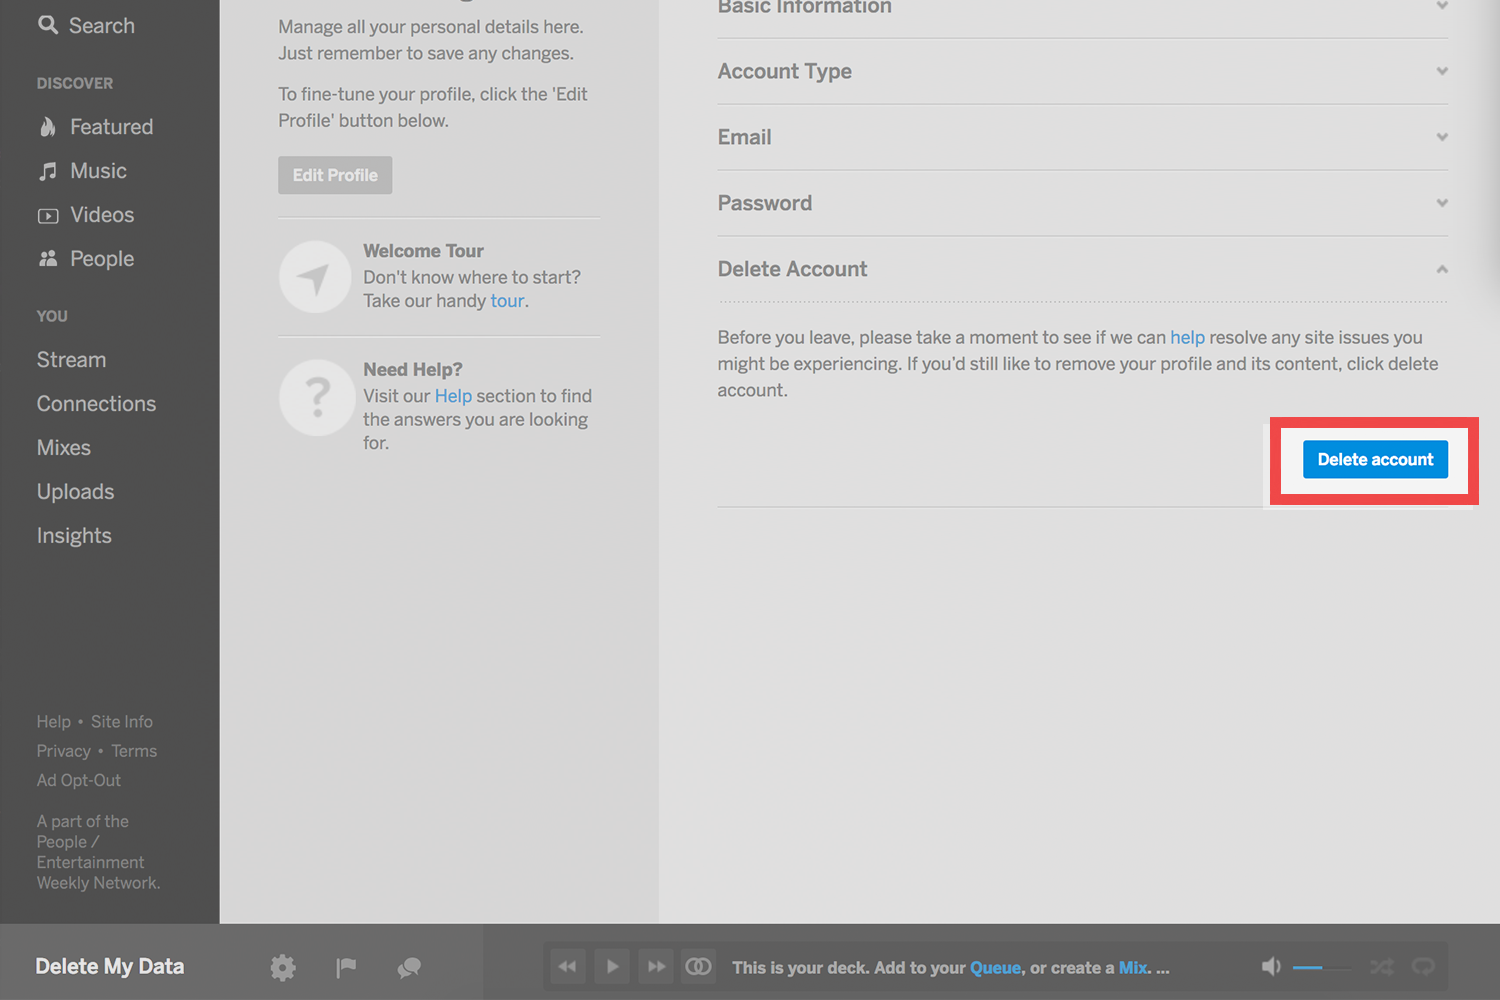 Search
DISCOVER
Featured
Music
Videos
People
YOU
Stream
Connections
Mixes
Uploads
Insights
Help • Site Info
Privacy • Terms
Ad Opt-Out
A part of the
People /
Entertainment
Weekly Network.
Manage all your personal details here.
Just remember to save any changes.
To fine-tune your profile, click the 'Edit
Profile' button below.
Edit Profile
Welcome Tour
Don't know where to start?
Take our handy tour.
?
Need Help?
Visit our Help section to find
the answers you are looking
for.
Basic Information
Account Type
Email
Password
Delete Account
Before you leave, please take a moment to see if we can help resolve any site issues you
might be experiencing. If you’d still like to remove your profile and its content, click delete
account.
Delete account
Delete My Data
This is your deck. Add to your Queue, or create a Mix. ...